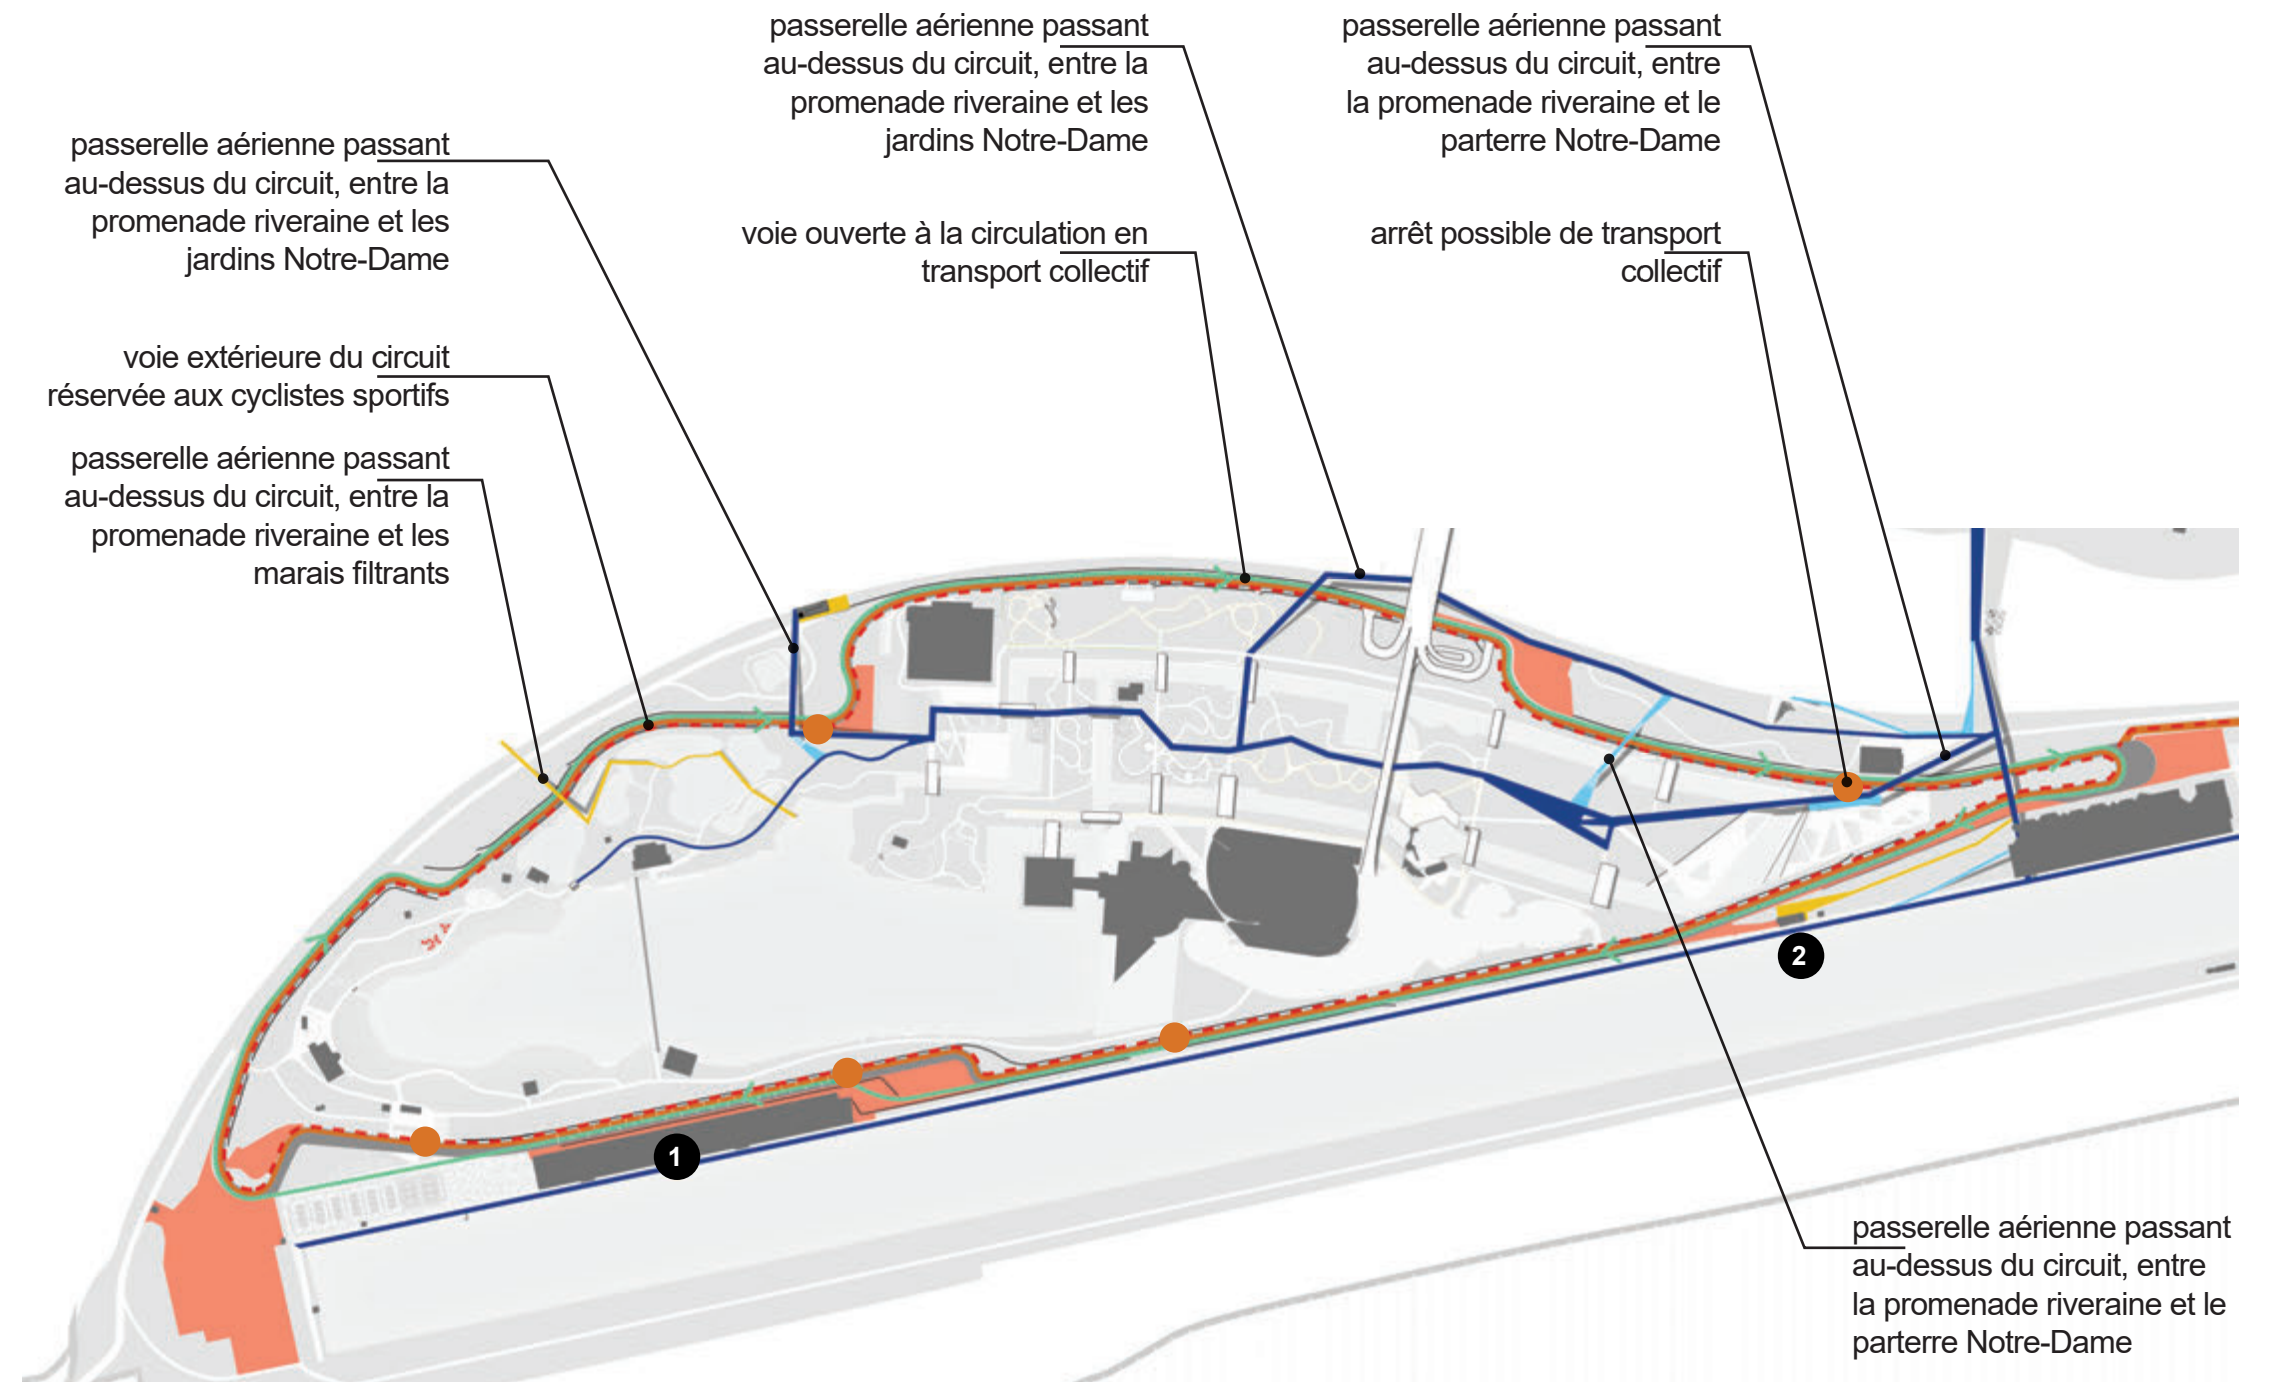 passerelle aérienne passant
au-dessus du circuit, entre la
promenade riveraine et les
jardins Notre-Dame
passerelle aérienne passant
au-dessus du circuit, entre
la promenade riveraine et le
parterre Notre-Dame
passerelle aérienne passant
au-dessus du circuit, entre la
promenade riveraine et les
jardins Notre-Dame
voie ouverte à la circulation en
transport collectif
arrêt possible de transport
collectif
voie extérieure du circuit
réservée aux cyclistes sportifs
passerelle aérienne passant
au-dessus du circuit, entre la
promenade riveraine et les
marais filtrants
2
1
passerelle aérienne passant
au-dessus du circuit, entre
la promenade riveraine et le
parterre Notre-Dame